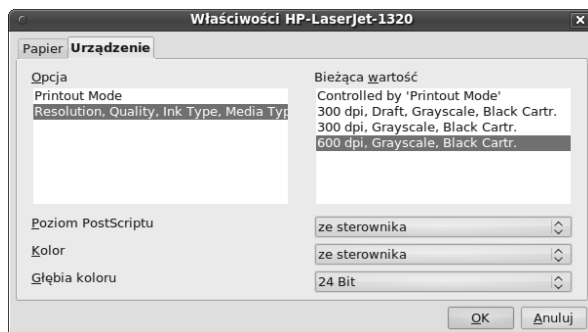 Właściwości HP-LaserJet-1320
Papier Urządzenie
Opcja
Printout Mode
Resolution, Quality, Ink Type, Media Typ
Bieżąca wartość
Controlled by 'Printout Mode'
300 dpi, Draft, Grayscale, Black Cartr.
300 dpi, Grayscale, Black Cartr.
600 dpi, Grayscale, Black Cartr.
Poziom PostScriptu ze sterownika
Kolor ze sterownika
Głębia koloru 24 Bit
OK Anuluj